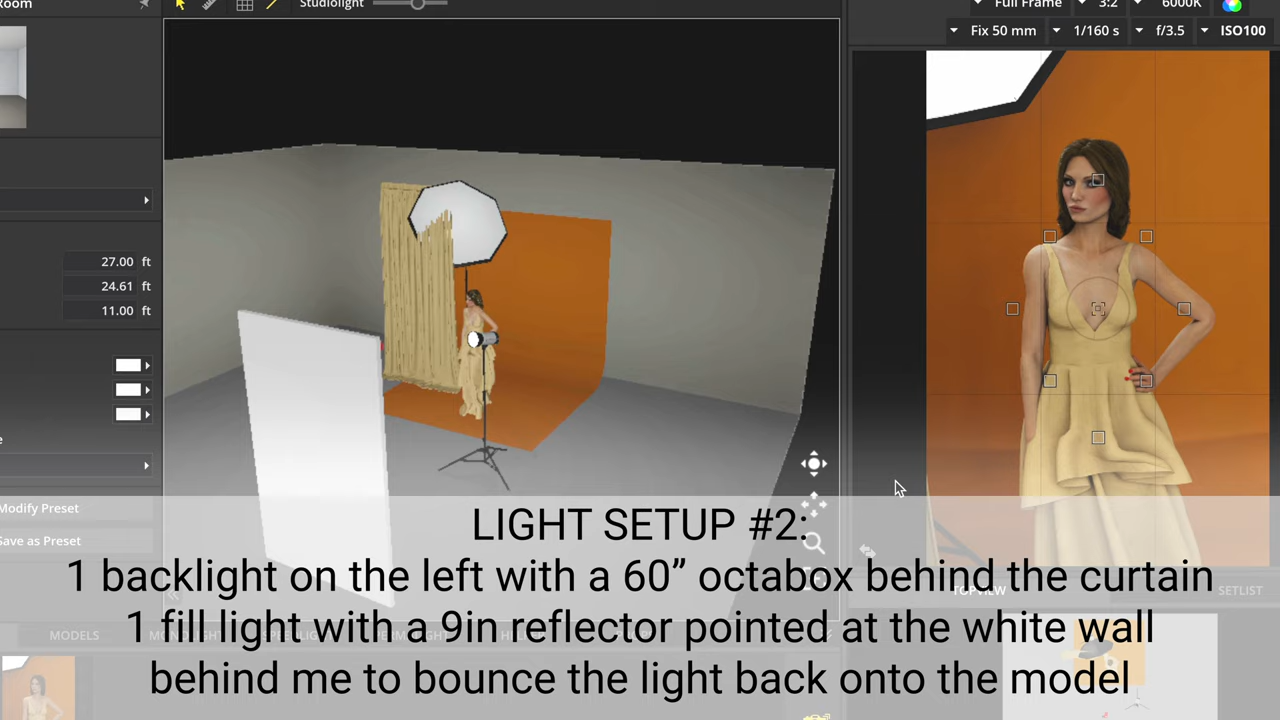 Room
Studiolight
Full Frame 3:2 6000K
Fix 50 mm 1/160 s f/3.5 ISO100
27.00 ft
24.61 ft
11.00 ft
Modify Preset
Save as Preset
LIGHT SETUP #2:
1 backlight on the left with a 60” octabox behind the curtain
TOPVIEW SETLIST
1 fill light with a 9in reflector pointed at the white wall
MODELS
behind me to bounce the light back onto the model